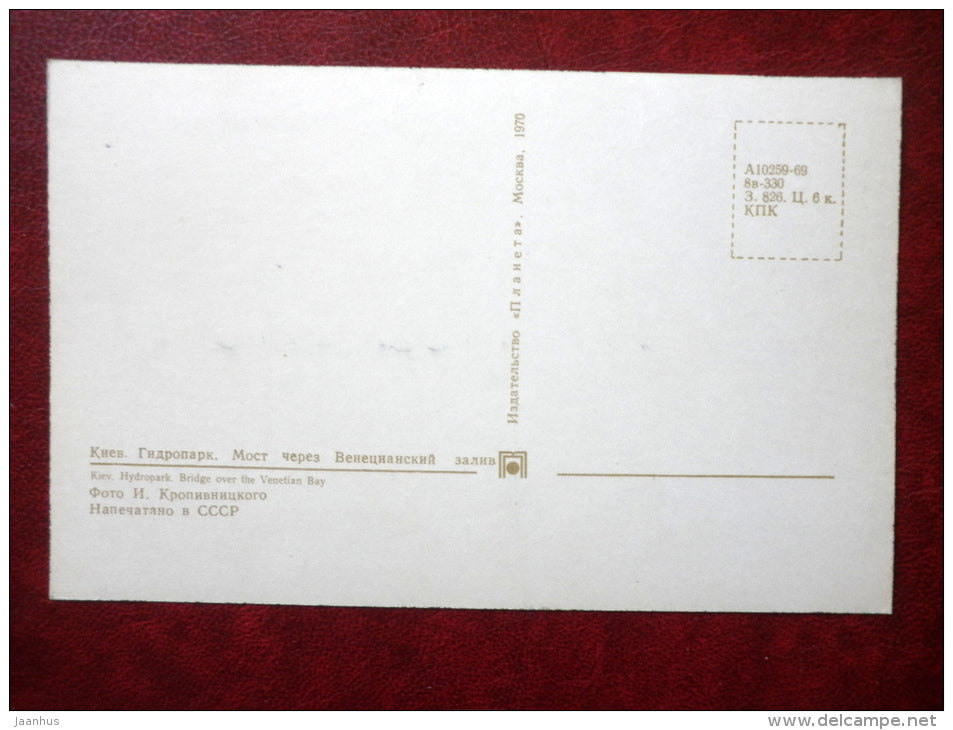 Издательство «Планета». Москва. 1970
А10259-69
8в-330
З. 826. Ц. 6 к.
КПК
Киев. Гидропарк. Мост через Венецианский залив
Kiev. Hydropark. Bridge over the Venetian Bay
Фото И. Кропивницкого
Напечатано в СССР
Jaanhus
www.delcampe.net